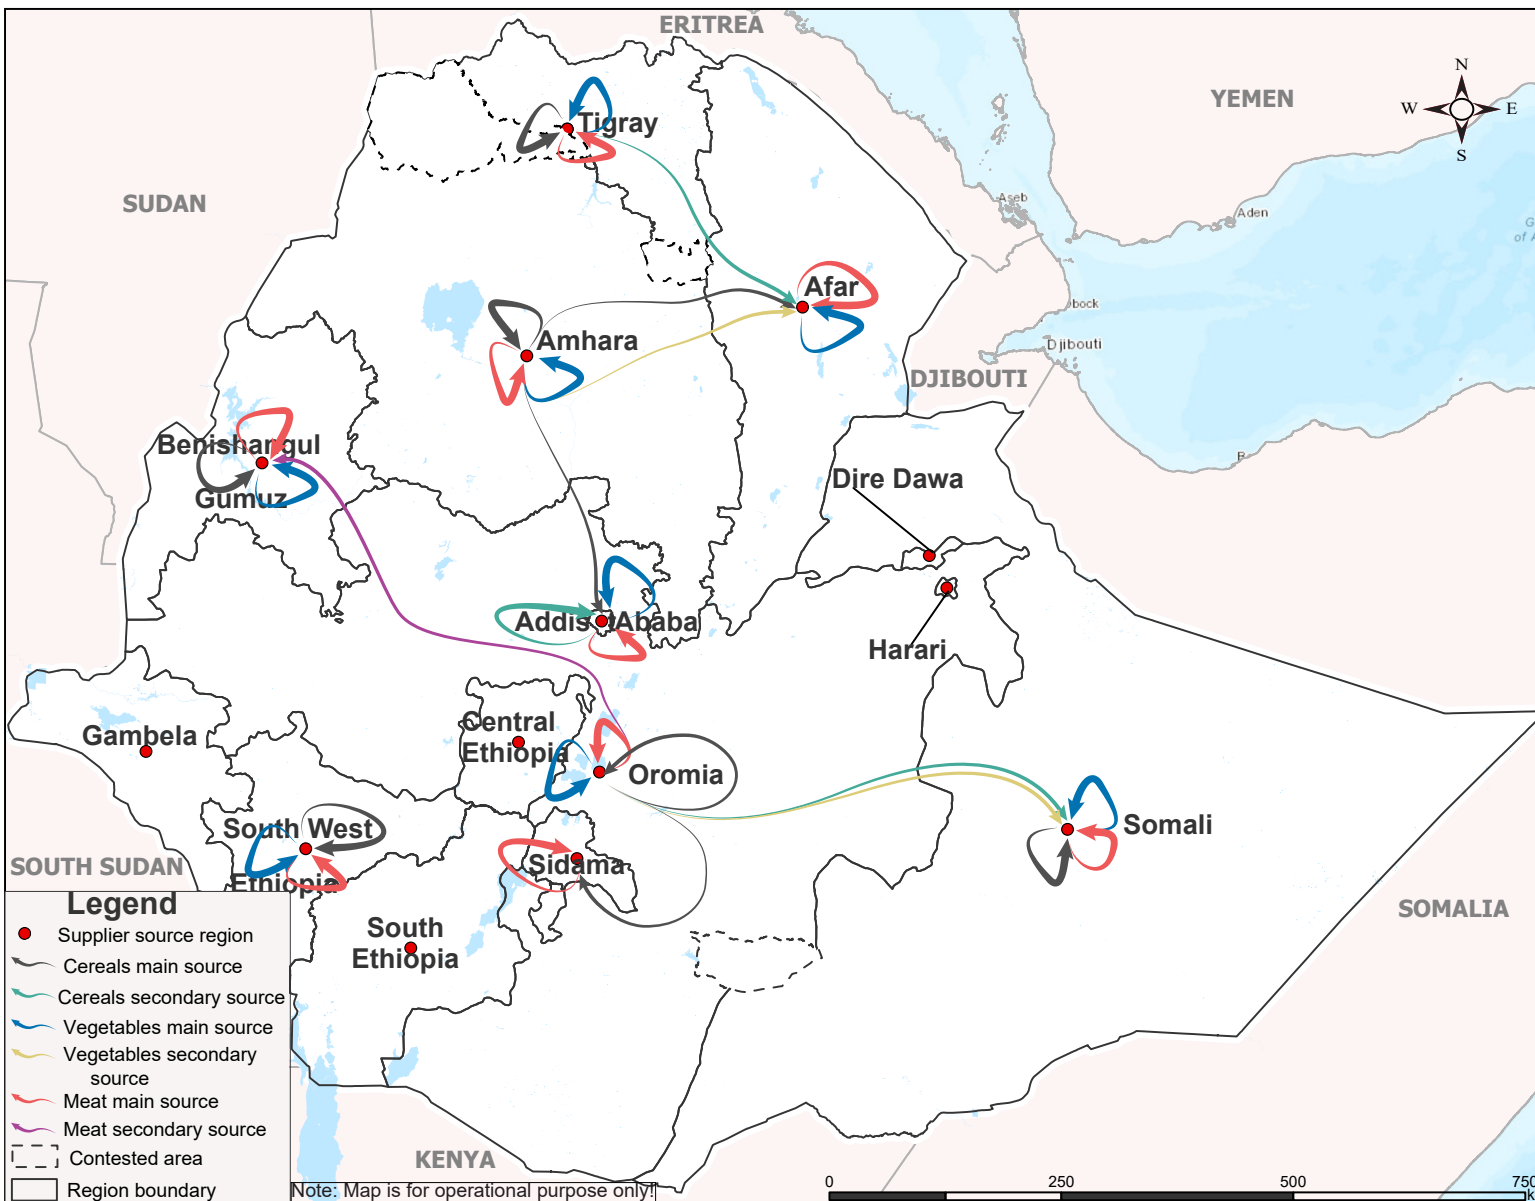 ERITREA
YEMEN
N
W
E
S
Tigray
SUDAN
Aseb
Aden
Afar
Amhara
Djibouti
DJIBOUTI
Benishangul
Gumuz
Dire Dawa
Addis Ababa
Harari
Central
Ethiopia
Gambela
Oromia
South West
Ethiopia
Somali
Sidama
SOUTH SUDAN
South
Ethiopia
SOMALIA
Legend
Supplier source region
Cereals main source
Cereals secondary source
Vegetables main source
Vegetables secondary
source
Meat main source
Meat secondary source
Contested area
Region boundary
KENYA
Note: Map is for operational purpose only!
0
250
500